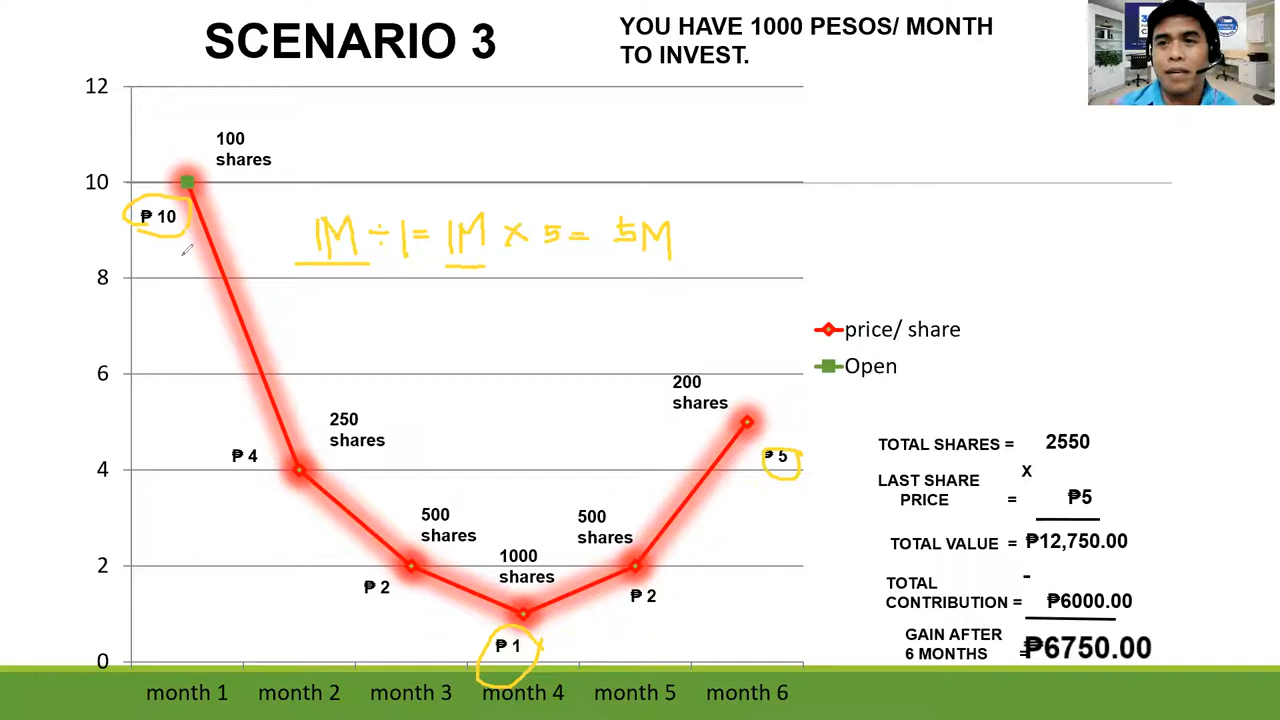 SCENARIO 3
YOU HAVE 1000 PESOS/ MONTH
TO INVEST.
12
100
shares
10
₱ 10
1M ÷ 1 = 1M × 5 = 5M
8
price/ share
Open
6
200
shares
250
shares
₱ 4
₱ 5
4
TOTAL SHARES = 2550
X
LAST SHARE
PRICE = ₱5
500
shares
500
shares
1000
shares
TOTAL VALUE = ₱12,750.00
-
2
₱ 2
₱ 2
TOTAL
CONTRIBUTION = ₱6000.00
₱ 1
GAIN AFTER
6 MONTHS = ₱6750.00
0
month 1 month 2 month 3 month 4 month 5 month 6